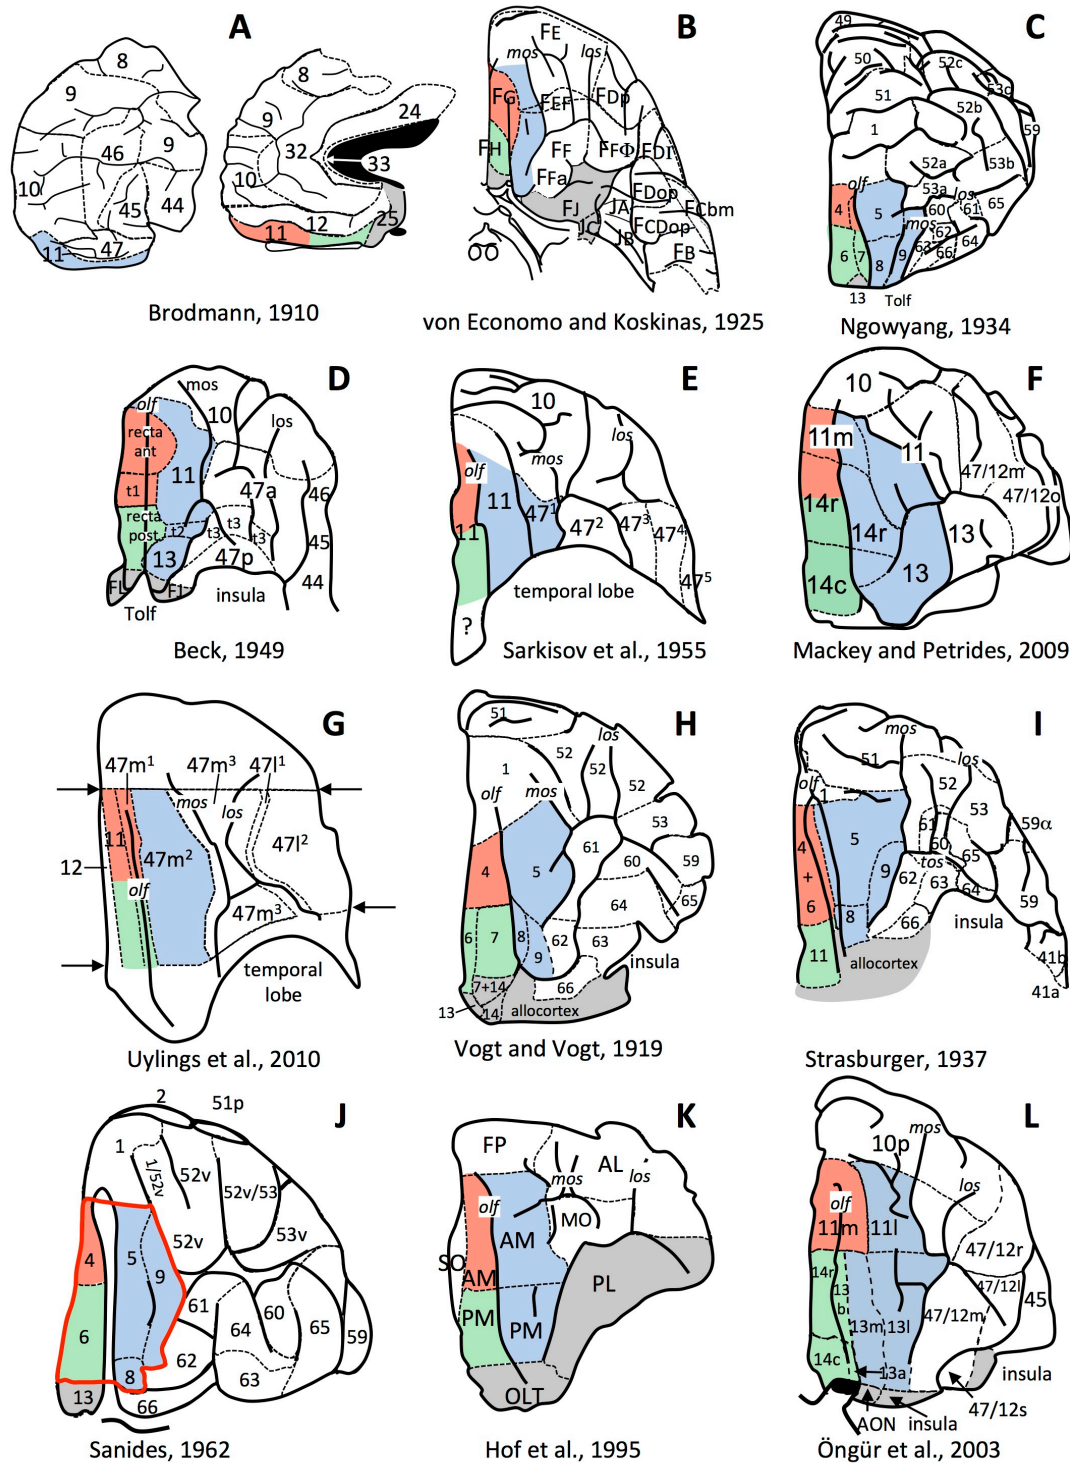 A
8
9
46
9
10
45
44
11
47
8
9
24
32
33
10
12
25
11
Brodmann, 1910
B
FE
mos
los
FG
FEF
FDp
FH
FF
FFΦ
FDΓ
FFa
FDop
FJ
JA
FCbm
JC
FCDop
JB
FB
von Economo and Koskinas, 1925
C
49
50
52c
53c
51
52b
59
1
52a
53b
olf
53a
los
65
4
5
60
61
mos
62
6
7
63
64
8
9
66
13
Tolf
Ngowyang, 1934
D
mos
olf
10
los
recta
ant
11
t1
47a
46
recta
post.
t2
t3
t3
t3
45
13
47p
FL
F1
44
Tolf
insula
Beck, 1949
E
10
los
olf
mos
11
47¹
11
47²
47³
47⁴
47⁵
temporal lobe
?
Sarkisov et al., 1955
F
10
11m
11
47/12m
14r
47/12o
14r
13
13
14c
Mackey and Petrides, 2009
G
47m¹
47m³
47l¹
mos
los
11
47m²
47l²
12
olf
47m³
temporal
lobe
Uylings et al., 2010
H
51
los
52
1
52
52
olf
mos
53
61
4
5
60
59
64
65
6
7
8
62
63
9
insula
7+14
66
13
14
allocortex
Vogt and Vogt, 1919
I
mos
51
los
olf
52
1
53
59α
61
4
5
60
+
tos
65
9
62
63
64
6
8
66
insula
59
11
allocortex
41b
41a
Strasburger, 1937
J
2
51p
1
1/52v
52v
52v/53
53v
52v
4
5
9
61
60
6
64
65
59
62
8
63
13
66
Sanides, 1962
K
FP
AL
mos
los
olf
MO
AM
SO
AM
PL
PM
PM
OLT
Hof et al., 1995
L
10p
mos
los
olf
11m
11l
47/12r
14r
13
b
47/12l
47/12m
45
13m
13l
14c
13a
insula
47/12s
AON
insula
Öngür et al., 2003